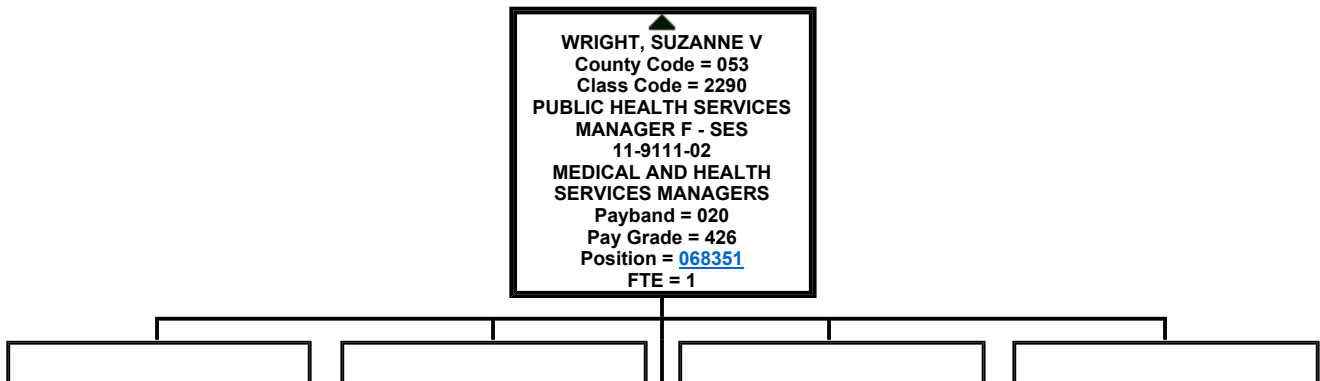 WRIGHT, SUZANNE V
County Code = 053
Class Code = 2290
PUBLIC HEALTH SERVICES
MANAGER F - SES
11-9111-02
MEDICAL AND HEALTH
SERVICES MANAGERS
Payband = 020
Pay Grade = 426
Position = 068351
FTE = 1